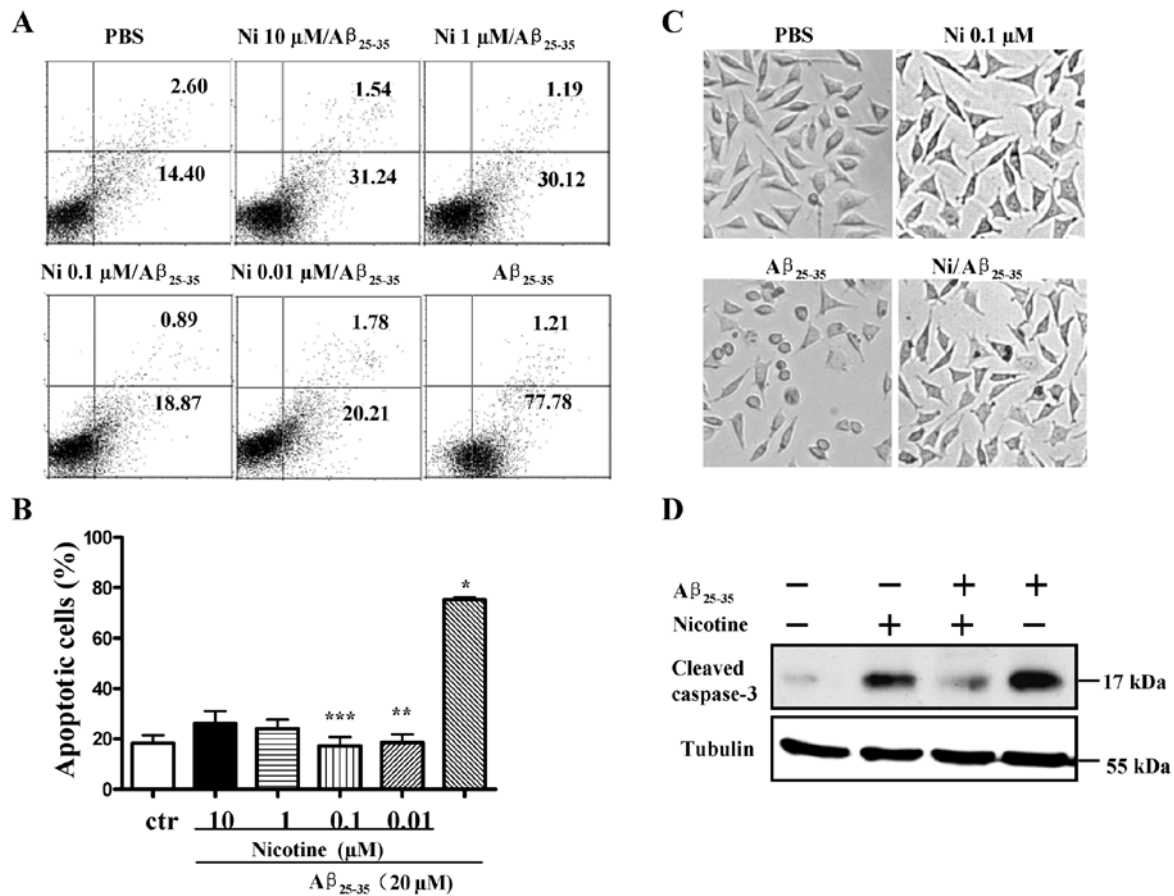 A
PBS
Ni 10 μM/Aβ25-35
Ni 1 μM/Aβ25-35
2.60
1.54
1.19
14.40
31.24
30.12
Ni 0.1 μM/Aβ25-35
Ni 0.01 μM/Aβ25-35
Aβ25-35
0.89
1.78
1.21
18.87
20.21
77.78
B
Apoptotic cells (%)
100
80
60
40
20
0
***
**
*
ctr
10
1
0.1
0.01
Nicotine (μM)
Aβ25-35 (20 μM)
C
PBS
Ni 0.1 μM
Aβ25-35
Ni/Aβ25-35
D
Aβ25-35 − − + +
Nicotine − + + −
Cleaved
caspase-3
17 kDa
Tubulin
55 kDa